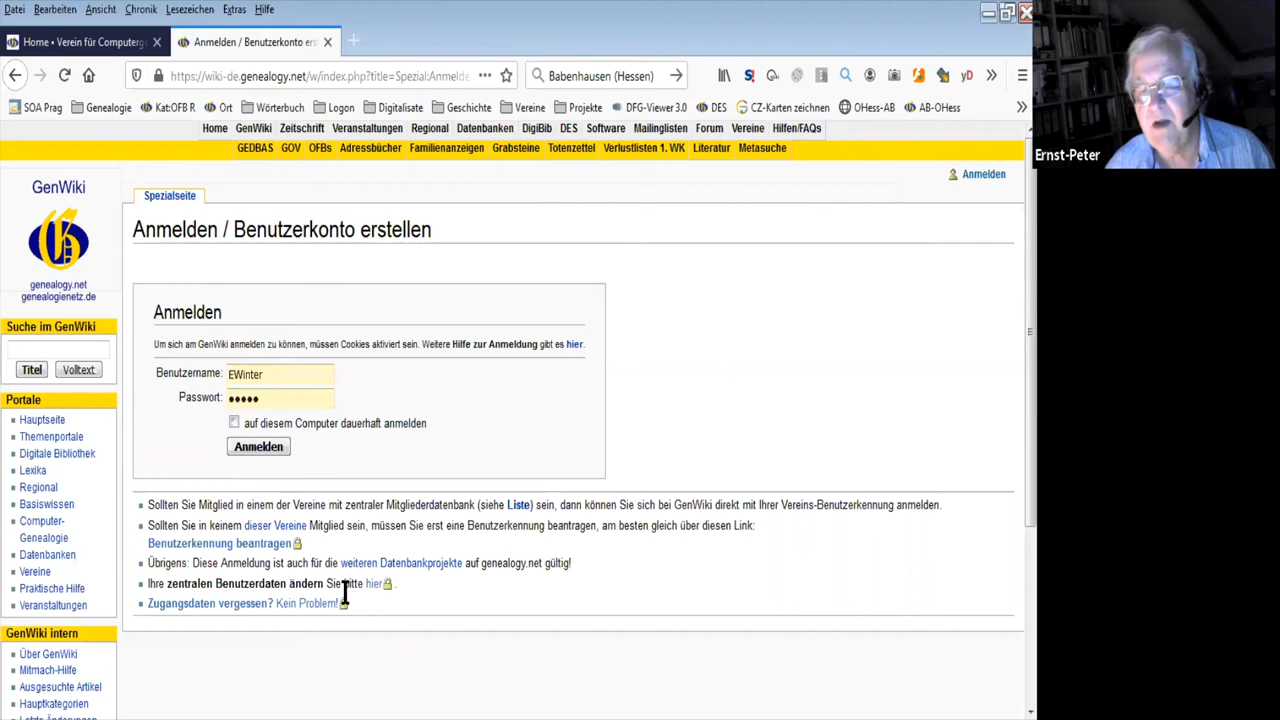 Datei Bearbeiten Ansicht Chronik Lesezeichen Extras Hilfe
Home • Verein für Computerge
Anmelden / Benutzerkonto erst
https://wiki-de.genealogy.net/w/index.php?title=Spezial:Anmelde
Babenhausen (Hessen)
yD
SOA Prag Genealogie Kat:OFB R Ort Wörterbuch Logon Digitalisate Geschichte Vereine Projekte DFG-Viewer 3.0 DES CZ-Karten zeichnen OHess-AB AB-OHess
Home GenWiki Zeitschrift Veranstaltungen Regional Datenbanken DigiBib DES Software Mailinglisten Forum Vereine Hilfen/FAQs
GEDBAS GOV OFBs Adressbücher Familienanzeigen Grabsteine Totenzettel Verlustlisten 1. WK Literatur Metasuche
Ernst-Peter
Anmelden
GenWiki
genealogy.net
genealogienetz.de
Suche im GenWiki
Titel Volltext
Portale
Hauptseite
Themenportale
Digitale Bibliothek
Lexika
Regional
Basiswissen
Computer-
Genealogie
Datenbanken
Vereine
Praktische Hilfe
Veranstaltungen
GenWiki intern
Über GenWiki
Mitmach-Hilfe
Ausgesuchte Artikel
Hauptkategorien
Letzte Änderungen
Spezialseite
Anmelden / Benutzerkonto erstellen
Anmelden
Um sich am GenWiki anmelden zu können, müssen Cookies aktiviert sein. Weitere Hilfe zur Anmeldung gibt es hier.
Benutzername: EWinter
Passwort: •••••
auf diesem Computer dauerhaft anmelden
Anmelden
Sollten Sie Mitglied in einem der Vereine mit zentraler Mitgliederdatenbank (siehe Liste) sein, dann können Sie sich bei GenWiki direkt mit Ihrer Vereins-Benutzerkennung anmelden.
Sollten Sie in keinem dieser Vereine Mitglied sein, müssen Sie erst eine Benutzerkennung beantragen, am besten gleich über diesen Link:
Benutzerkennung beantragen
Übrigens: Diese Anmeldung ist auch für die weiteren Datenbankprojekte auf genealogy.net gültig!
Ihre zentralen Benutzerdaten ändern Sie bitte hier .
Zugangsdaten vergessen? Kein Problem!